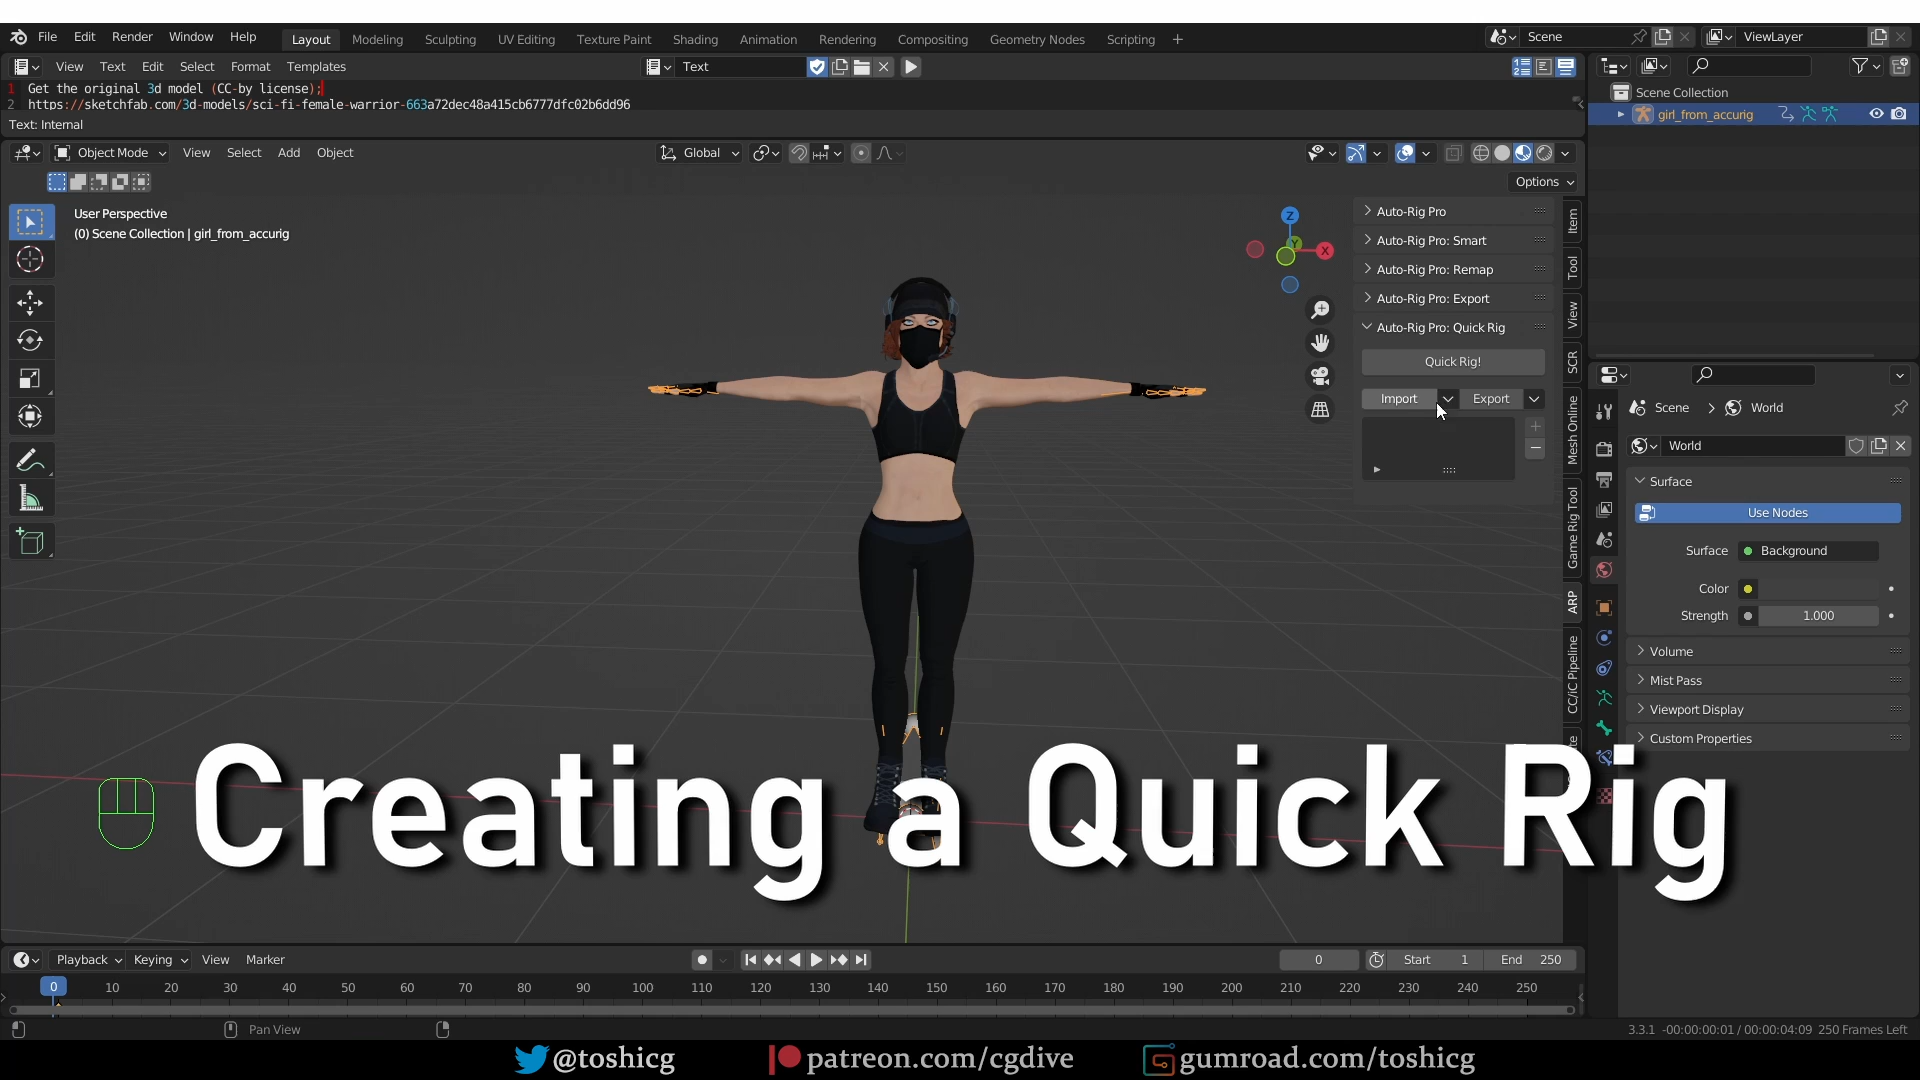 File Edit Render Window Help Layout Modeling Sculpting UV Editing Texture Paint Shading Animation Rendering Compositing Geometry Nodes Scripting + Scene ViewLayer
View Text Edit Select Format Templates Text
1 Get the original 3d model (CC-by license);
2 https://sketchfab.com/3d-models/sci-fi-female-warrior-663a72dec48a415cb6777dfc02b6dd96
Text: Internal
Scene Collection
girl_from_accurig
Object Mode View Select Add Object Global
Options
User Perspective
(0) Scene Collection | girl_from_accurig
Z
Y
X
Auto-Rig Pro
Auto-Rig Pro: Smart
Auto-Rig Pro: Remap
Auto-Rig Pro: Export
Auto-Rig Pro: Quick Rig
Quick Rig!
Import Export
Item
Tool
View
SCR
Mesh Online
Game Rig Tool
ARP
CC/iC Pipeline
Scene > World
World
Surface
Use Nodes
Surface Background
Color
Strength 1.000
Volume
Mist Pass
Viewport Display
Custom Properties
Creating a Quick Rig
Playback Keying View Marker 0 Start 1 End 250
0 10 20 30 40 50 60 70 80 90 100 110 120 130 140 150 160 170 180 190 200 210 220 230 240 250
Pan View
3.3.1 -00:00:00:01 / 00:00:04:09 250 Frames Left
@toshicg patreon.com/cgdive gumroad.com/toshicg